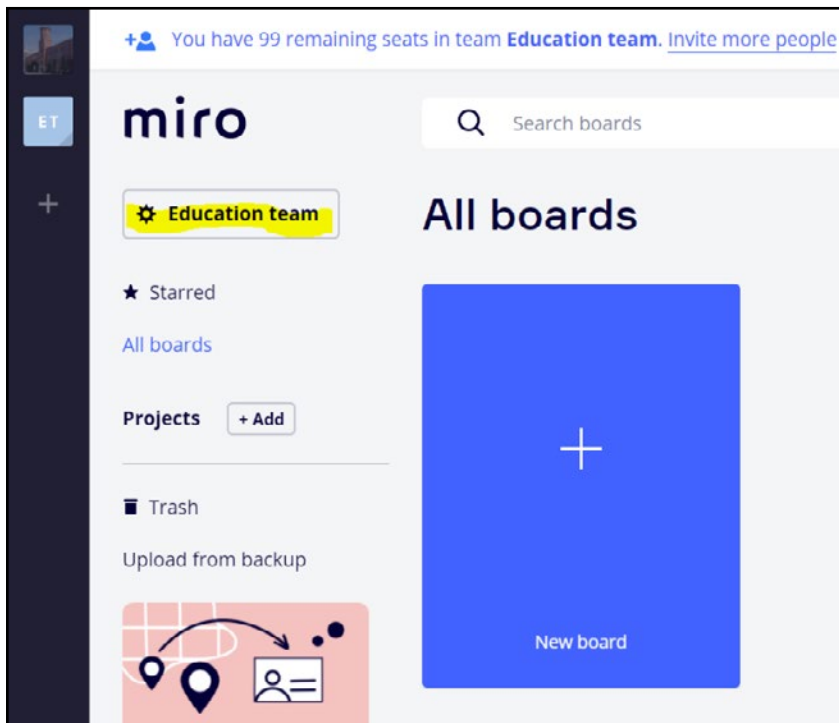 You have 99 remaining seats in team Education team. Invite more people
ET
miro
Search boards
Education team
All boards
Starred
All boards
Projects
+ Add
Trash
Upload from backup
New board